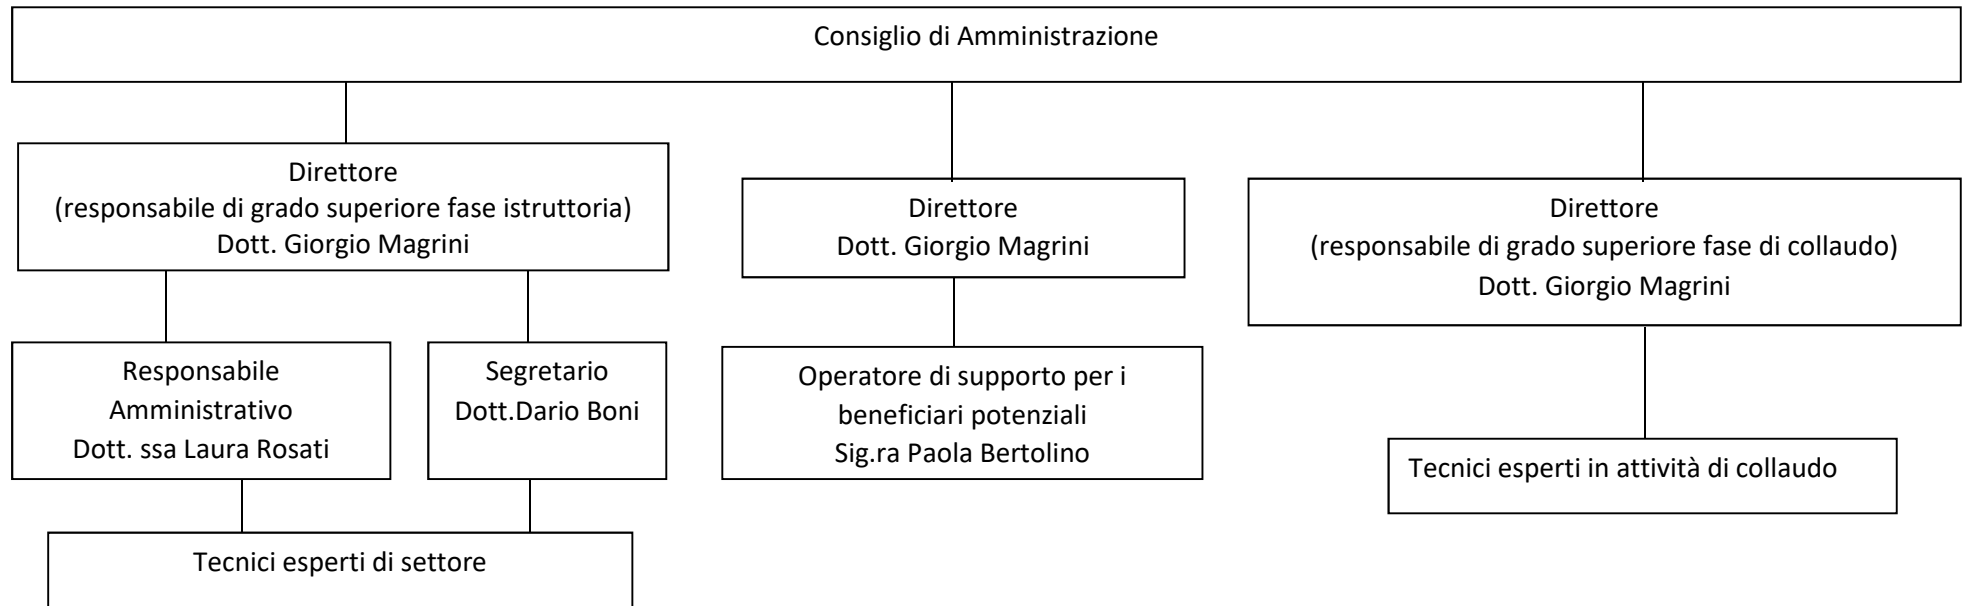 Consiglio di Amministrazione
Direttore
(responsabile di grado superiore fase istruttoria)
Dott. Giorgio Magrini
Direttore
Dott. Giorgio Magrini
Direttore
(responsabile di grado superiore fase di collaudo)
Dott. Giorgio Magrini
Responsabile
Amministrativo
Dott. ssa Laura Rosati
Segretario
Dott.Dario Boni
Operatore di supporto per i
beneficiari potenziali
Sig.ra Paola Bertolino
Tecnici esperti in attività di collaudo
Tecnici esperti di settore